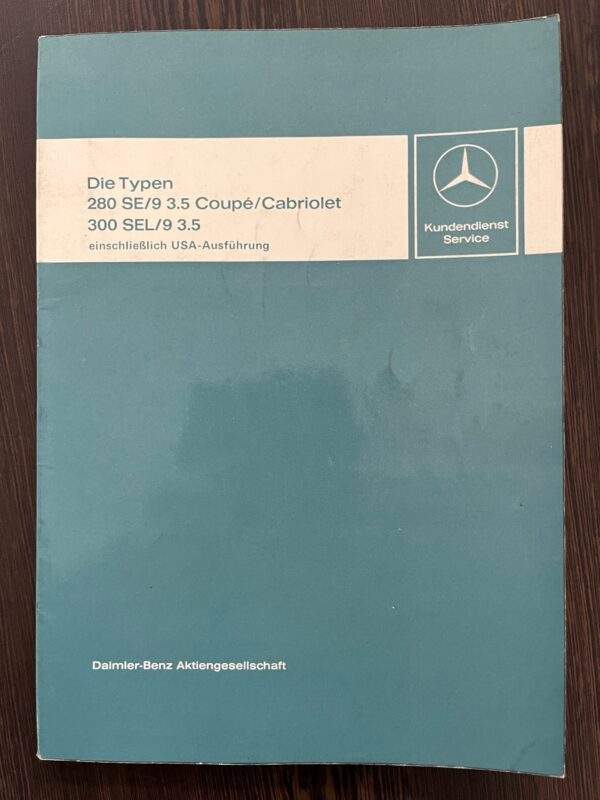 Die Typen
280 SE/9 3.5 Coupé/Cabriolet
300 SEL/9 3.5
einschließlich USA-Ausführung
Kundendienst
Service
Daimler-Benz Aktiengesellschaft